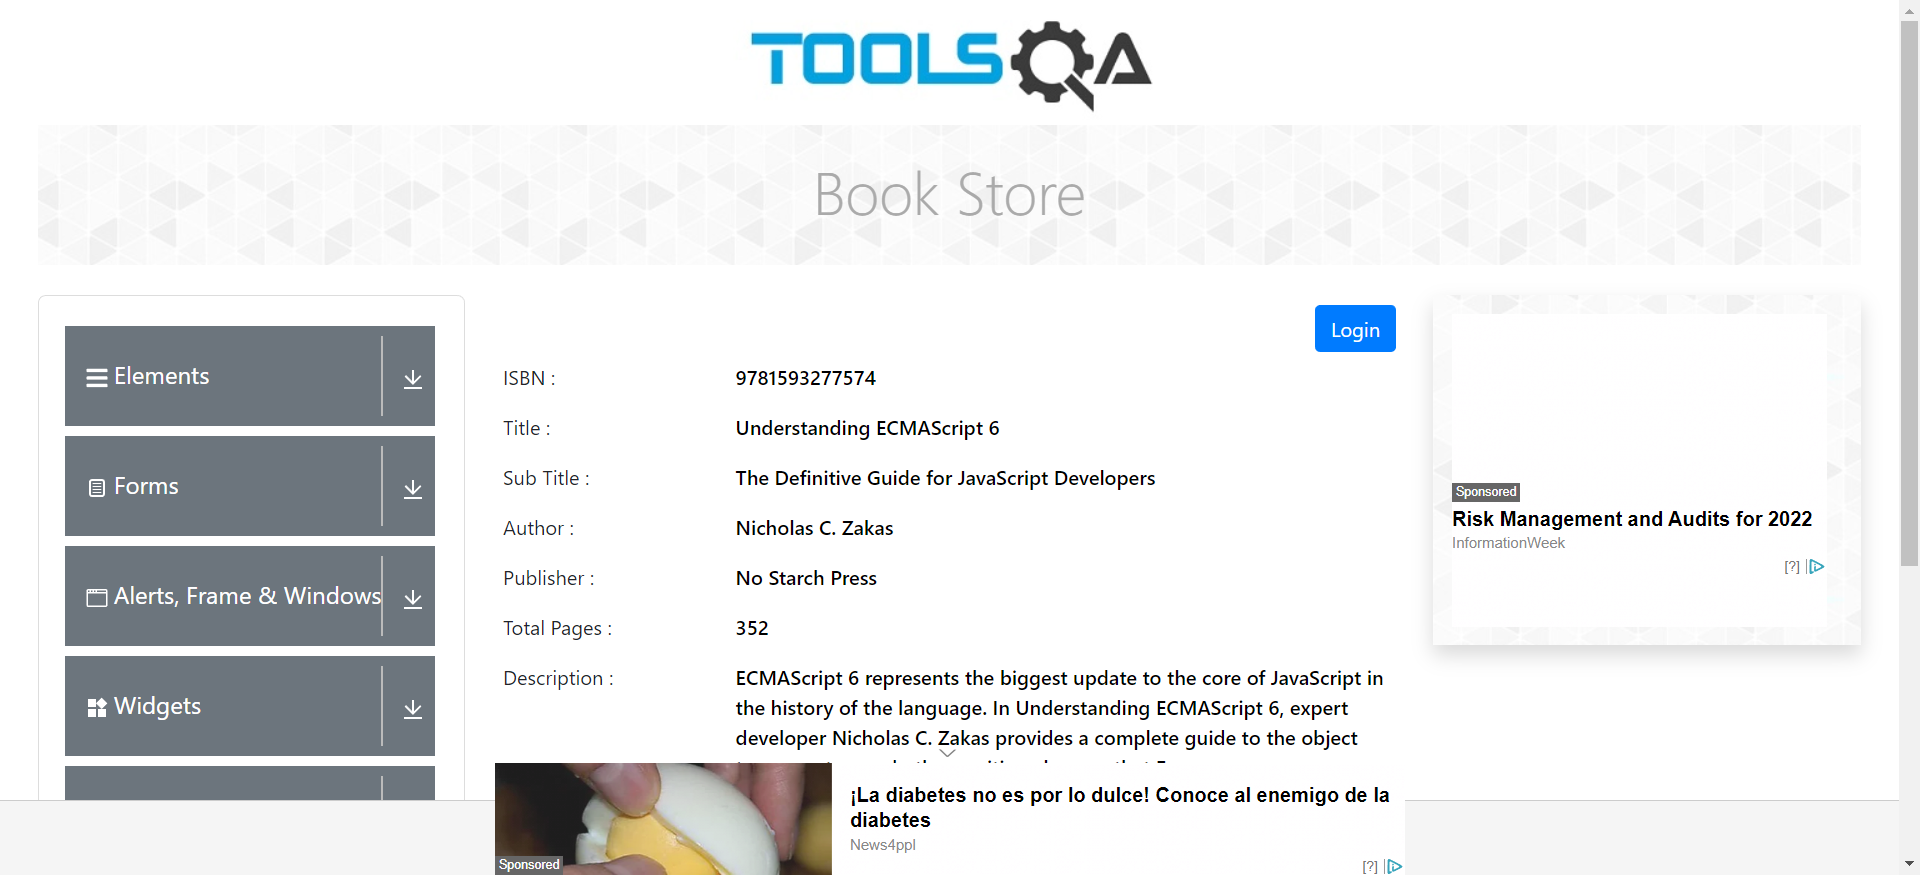 TOOLSQA
Book Store
Login
Elements
Forms
Alerts, Frame & Windows
Widgets
ISBN : 9781593277574
Title : Understanding ECMAScript 6
Sub Title : The Definitive Guide for JavaScript Developers
Author : Nicholas C. Zakas
Publisher : No Starch Press
Total Pages : 352
Description : ECMAScript 6 represents the biggest update to the core of JavaScript in
the history of the language. In Understanding ECMAScript 6, expert
developer Nicholas C. Zakas provides a complete guide to the object
Sponsored
Risk Management and Audits for 2022
InformationWeek
[?]
Sponsored
¡La diabetes no es por lo dulce! Conoce al enemigo de la
diabetes
News4ppl
[?]